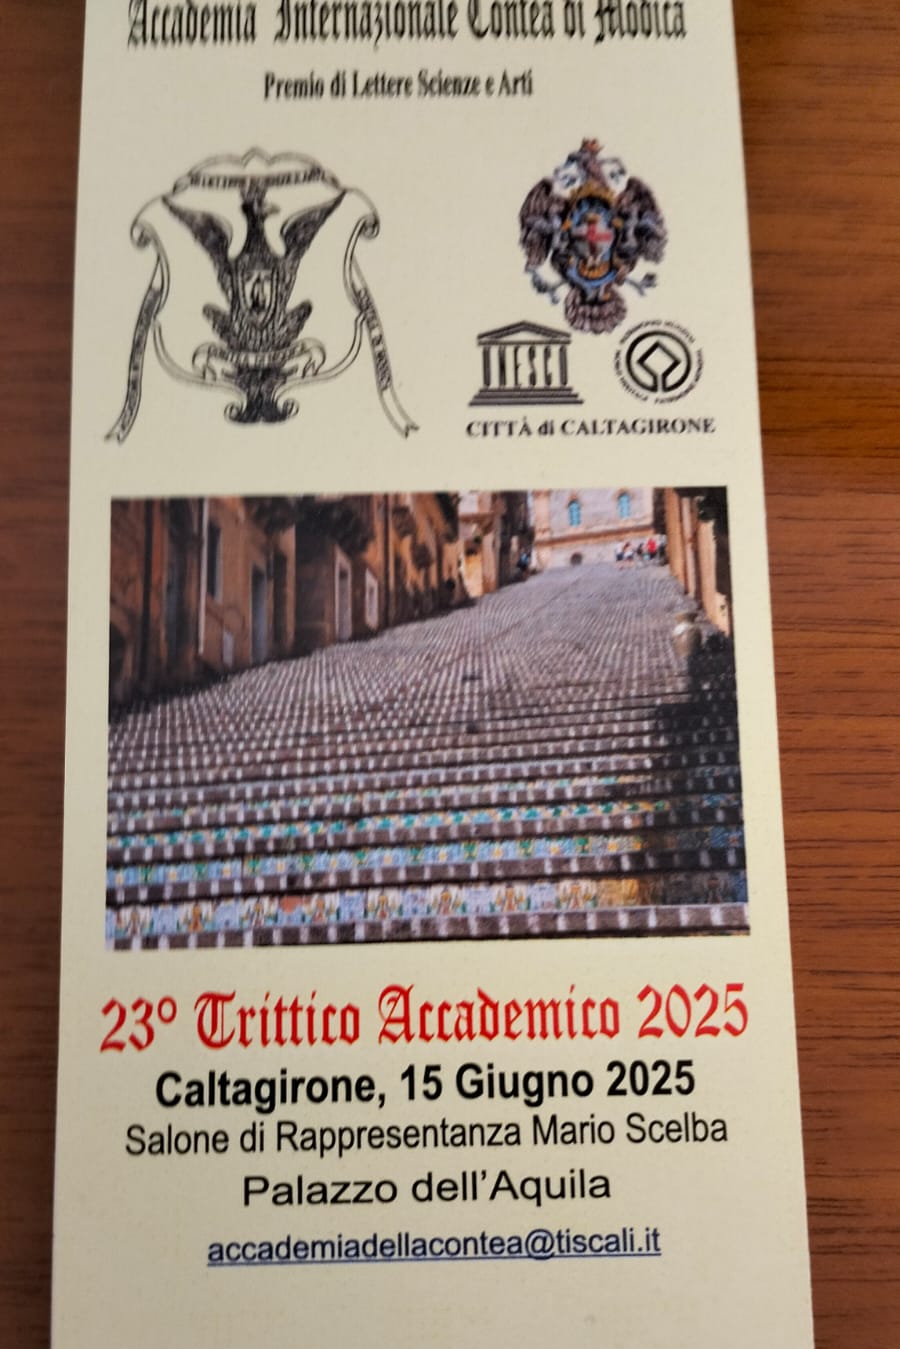 Accademia Internazionale Contea di Modica
Premio di Lettere Scienze e Arti
UNESCO
CITTÀ di CALTAGIRONE
23° Trittico Accademico 2025
Caltagirone, 15 Giugno 2025
Salone di Rappresentanza Mario Scelba
Palazzo dell'Aquila
accademiadellacontea@tiscali.it